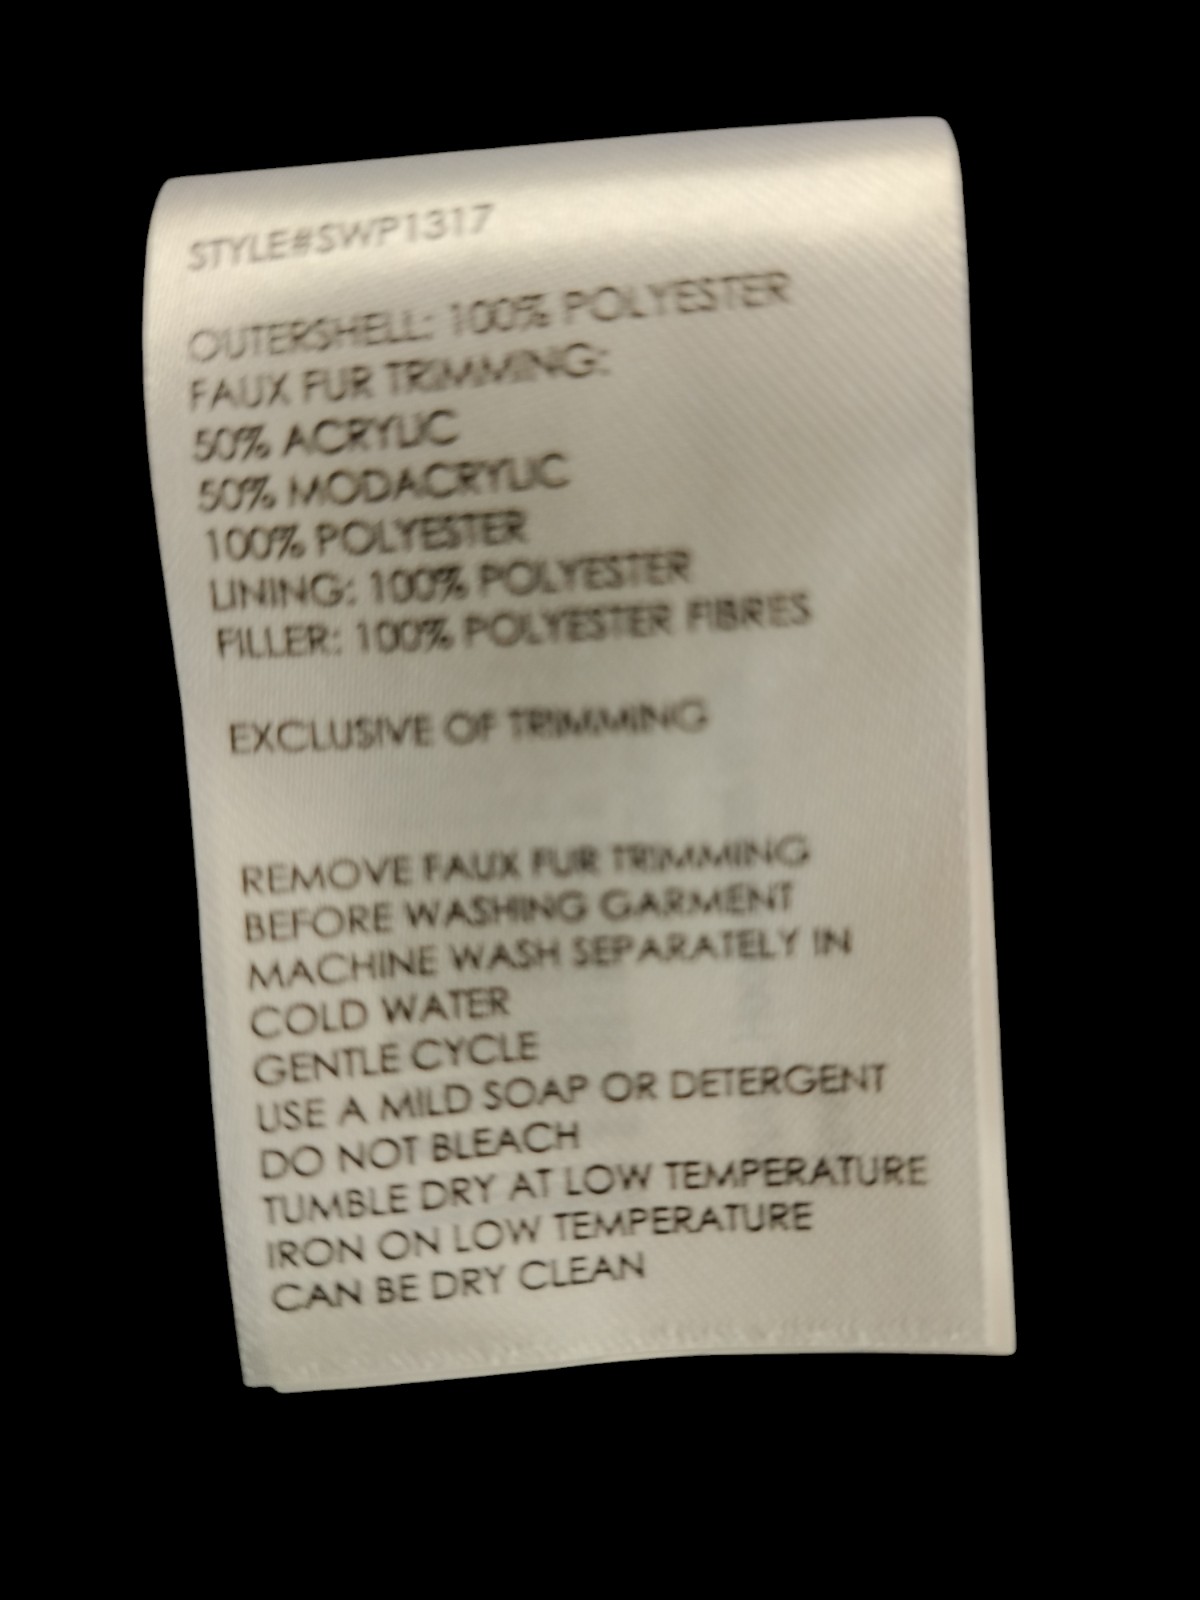 STYLE#SWP1317
OUTERSHELL: 100% POLYESTER
FAUX FUR TRIMMING:
50% ACRYLIC
50% MODACRYLIC
100% POLYESTER
LINING: 100% POLYESTER
FILLER: 100% POLYESTER FIBRES
EXCLUSIVE OF TRIMMING
REMOVE FAUX FUR TRIMMING
BEFORE WASHING GARMENT
MACHINE WASH SEPARATELY IN
COLD WATER
GENTLE CYCLE
USE A MILD SOAP OR DETERGENT
DO NOT BLEACH
TUMBLE DRY AT LOW TEMPERATURE
IRON ON LOW TEMPERATURE
CAN BE DRY CLEAN